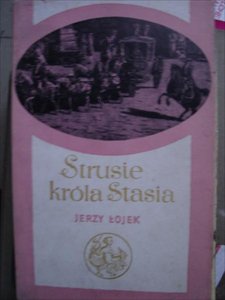 Strusie
króla Stasia
JERZY ŁOJEK